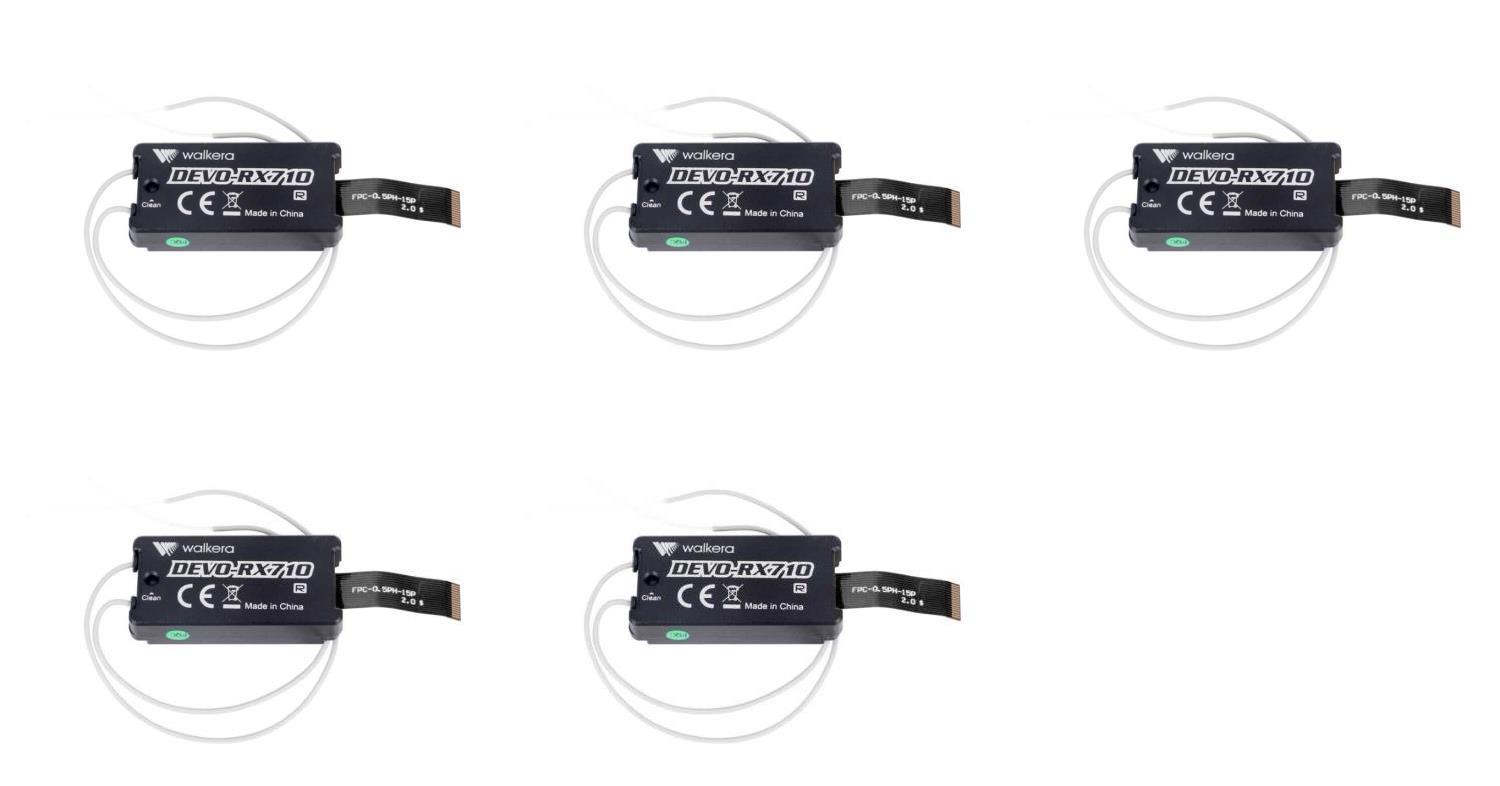 walkera
DEVO-RX710
R
Clean
CE
Made in China
FPC-0.5PH-15P
2.0 $
walkera
DEVO-RX710
R
Clean
CE
Made in China
FPC-0.5PH-15P
2.0 $
walkera
DEVO-RX710
R
Clean
CE
Made in China
FPC-0.5PH-15P
2.0 $
walkera
DEVO-RX710
R
Clean
CE
Made in China
FPC-0.5PH-15P
2.0 $
walkera
DEVO-RX710
R
Clean
CE
Made in China
FPC-0.5PH-15P
2.0 $